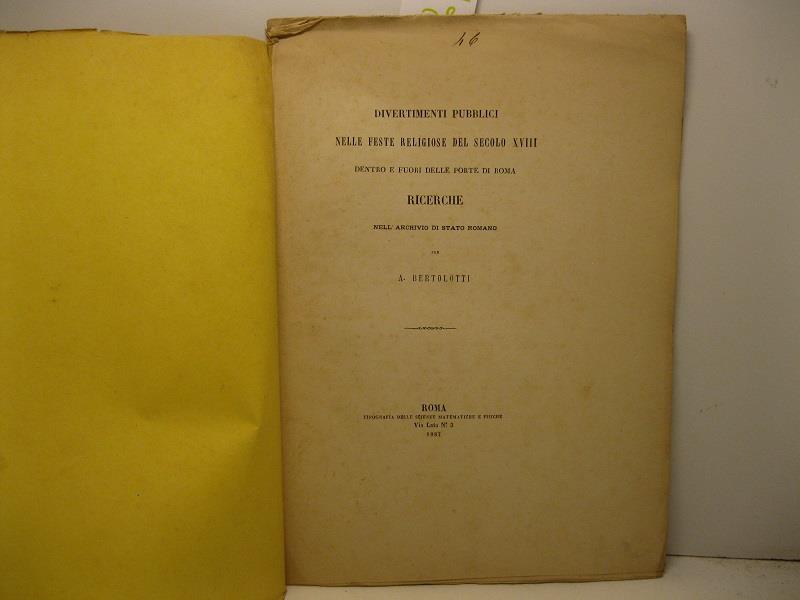 46
DIVERTIMENTI PUBBLICI
NELLE FESTE RELIGIOSE DEL SECOLO XVIII
DENTRO E FUORI DELLE PORTE DI ROMA
RICERCHE
NELL' ARCHIVIO DI STATO ROMANO
PER
A. BERTOLOTTI
ROMA
TIPOGRAFIA DELLE SCIENZE MATEMATICHE E FISICHE
Via Lata N.° 3
1887